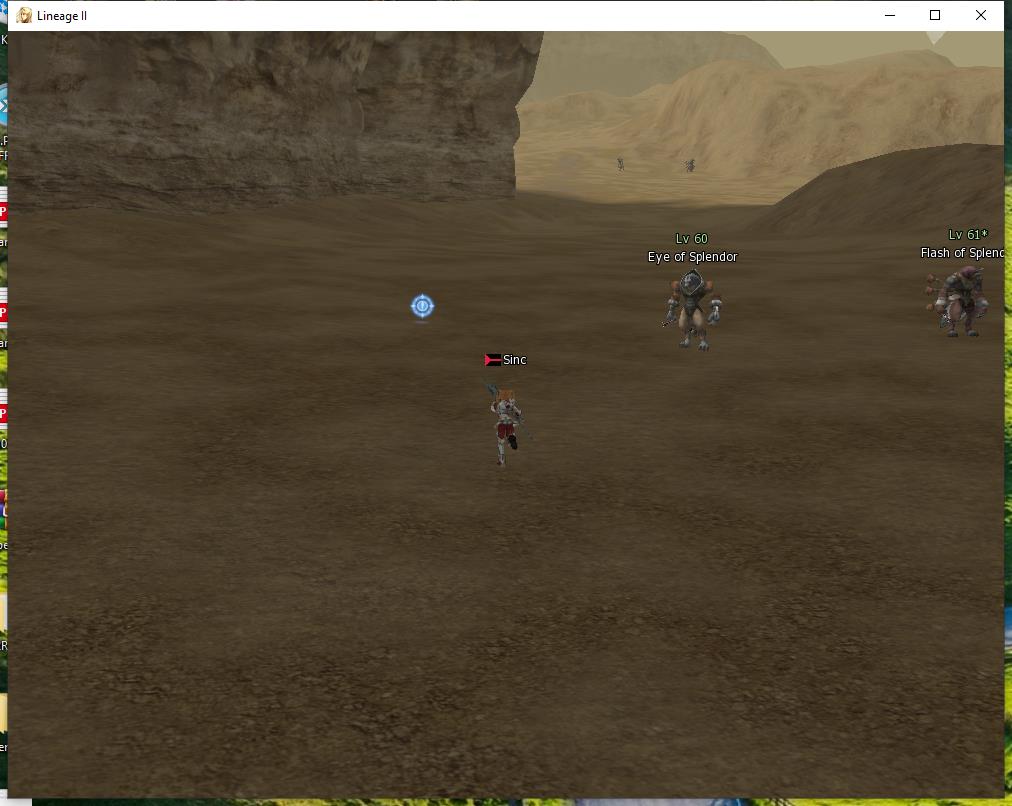 Lineage II
Lv 60
Eye of Splendor
Lv 61*
Flash of Splenc
Sinc